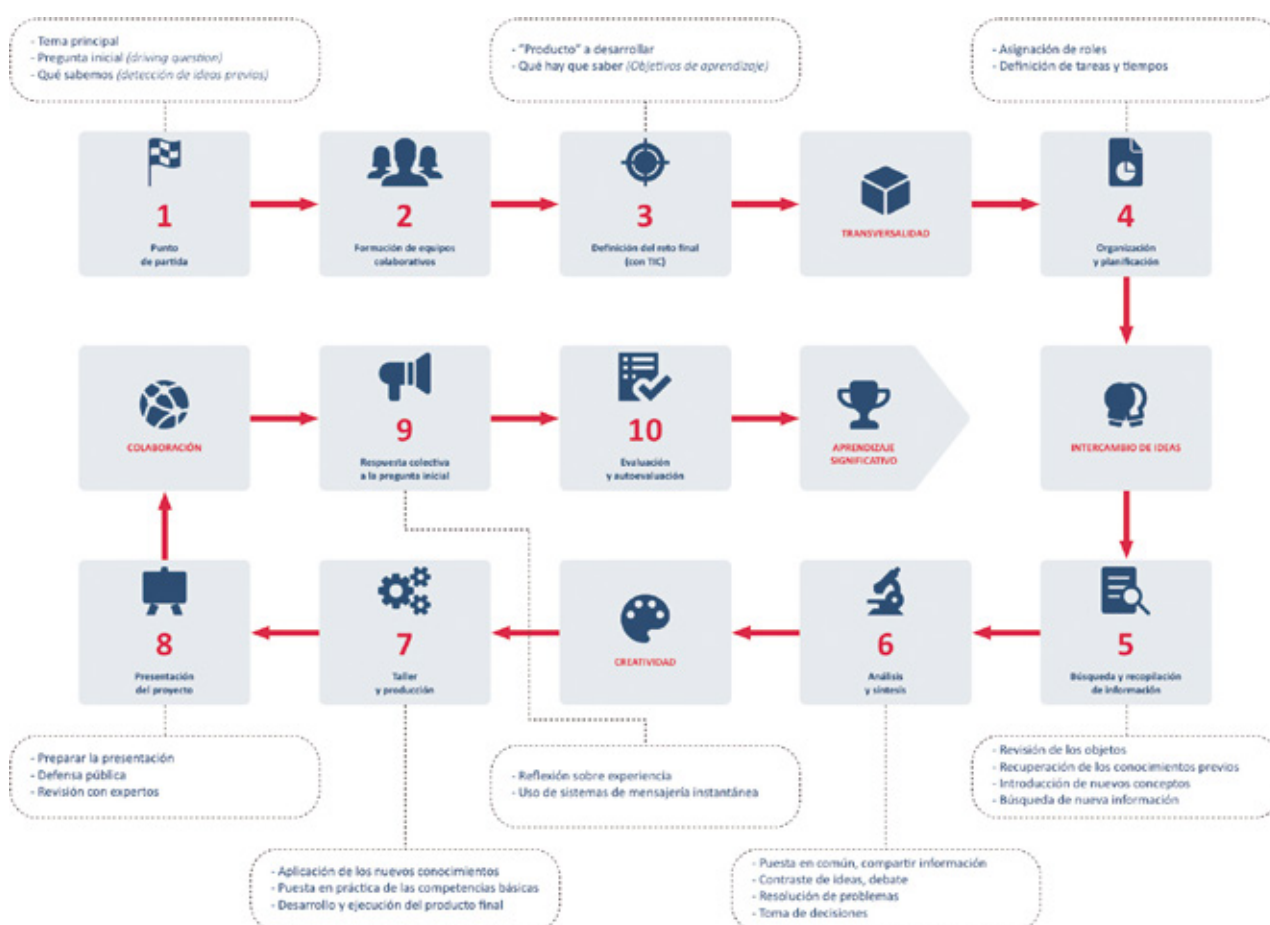 - Tema principal
- Pregunta inicial (driving question)
- Qué sabemos (detección de ideas previos)
- "Producto" a desarrollar
- Qué hay que saber (Objetivos de aprendizaje)
- Asignación de roles
- Definición de tareas y tiempos
1
Punto
de partida
2
Formación de equipos
colaborativos
3
Definición del reto final
(con TIC)
TRANSVERSALIDAD
4
Organización
y planificación
COLABORACIÓN
9
Respuesta colectiva
a la pregunta inicial
10
Evaluación
y autoevaluación
APRENDIZAJE
SIGNIFICATIVO
INTERCAMBIO DE IDEAS
8
Presentación
del proyecto
7
Taller
y producción
CREATIVIDAD
6
Análisis
y síntesis
5
Búsqueda y recopilación
de información
- Preparar la presentación
- Defensa pública
- Revisión con expertos
- Reflexión sobre experiencia
- Uso de sistemas de mensajería instantánea
- Revisión de los objetos
- Recuperación de los conocimientos previos
- Introducción de nuevos conceptos
- Búsqueda de nueva información
- Aplicación de los nuevos conocimientos
- Puesta en práctica de las competencias básicas
- Desarrollo y ejecución del producto final
- Puesta en común, compartir información
- Contraste de ideas, debate
- Resolución de problemas
- Toma de decisiones